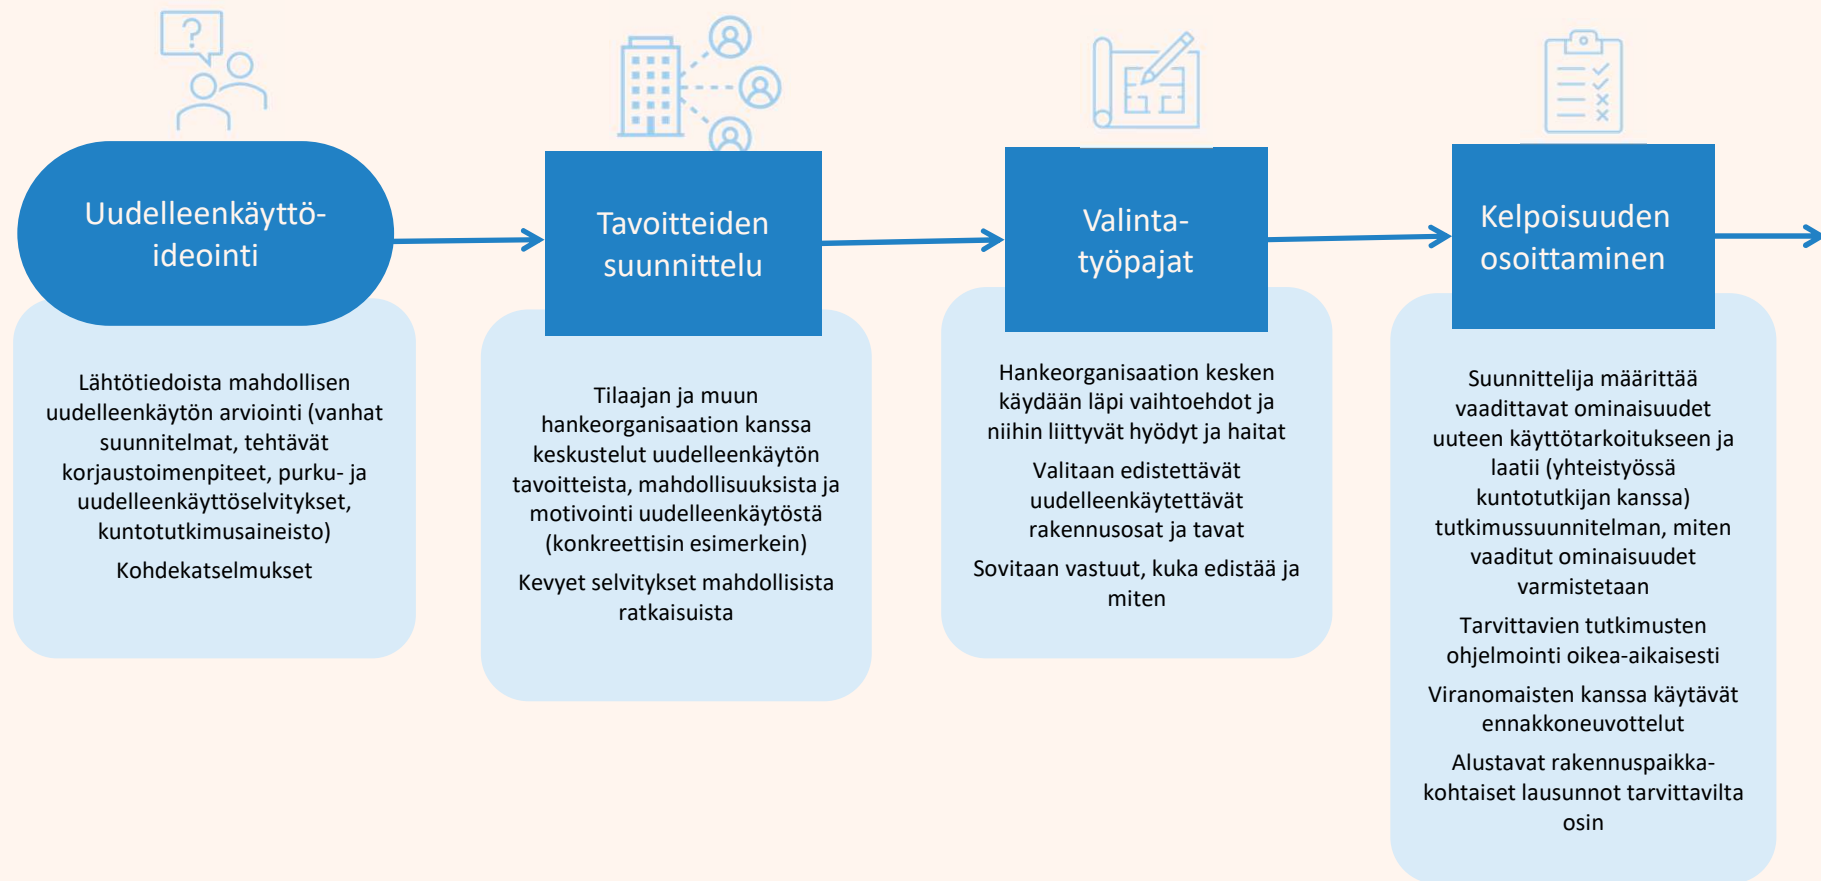 ?
Uudelleenkäyttö-
ideointi
Lähtötiedoista mahdollisen
uudelleenkäytön arviointi (vanhat
suunnitelmat, tehtävät
korjaustoimenpiteet, purku- ja
uudelleenkäyttöselvitykset,
kuntotutkimusaineisto)
Kohdekatselmukset
Tavoitteiden
suunnittelu
Tilaajan ja muun
hankeorganisaation kanssa
keskustelut uudelleenkäytön
tavoitteista, mahdollisuuksista ja
motivointi uudelleenkäytöstä
(konkreettisin esimerkein)
Kevyet selvitykset mahdollisista
ratkaisuista
Valinta-
työpajat
Hankeorganisaation kesken
käydään läpi vaihtoehdot ja
niihin liittyvät hyödyt ja haitat
Valitaan edistettävät
uudelleenkäytettävät
rakennusosat ja tavat
Sovitaan vastuut, kuka edistää ja
miten
Kelpoisuuden
osoittaminen
Suunnittelija määrittää
vaadittavat ominaisuudet
uuteen käyttötarkoitukseen ja
laatii (yhteistyössä
kuntotutkijan kanssa)
tutkimussuunnitelman, miten
vaaditut ominaisuudet
varmistetaan
Tarvittavien tutkimusten
ohjelmointi oikea-aikaisesti
Viranomaisten kanssa käytävät
ennakkoneuvottelut
Alustavat rakennuspaikka-
kohtaiset lausunnot tarvittavilta
osin